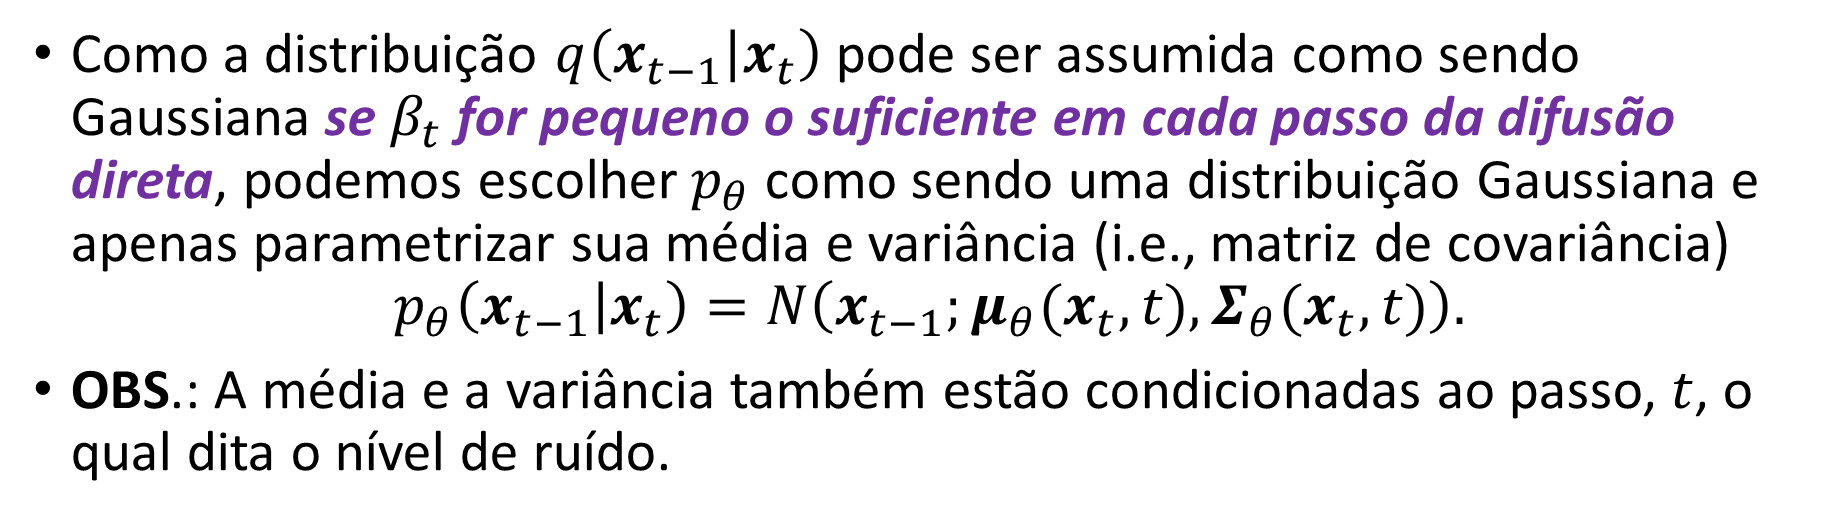 • Como a distribuição q(x_{t−1}|x_t) pode ser assumida como sendo
Gaussiana se β_t for pequeno o suficiente em cada passo da difusão
direta, podemos escolher p_θ como sendo uma distribuição Gaussiana e
apenas parametrizar sua média e variância (i.e., matriz de covariância)
p_θ(x_{t−1}|x_t) = N(x_{t−1}; μ_θ(x_t, t), Σ_θ(x_t, t)).
• OBS.: A média e a variância também estão condicionadas ao passo, t, o
qual dita o nível de ruído.